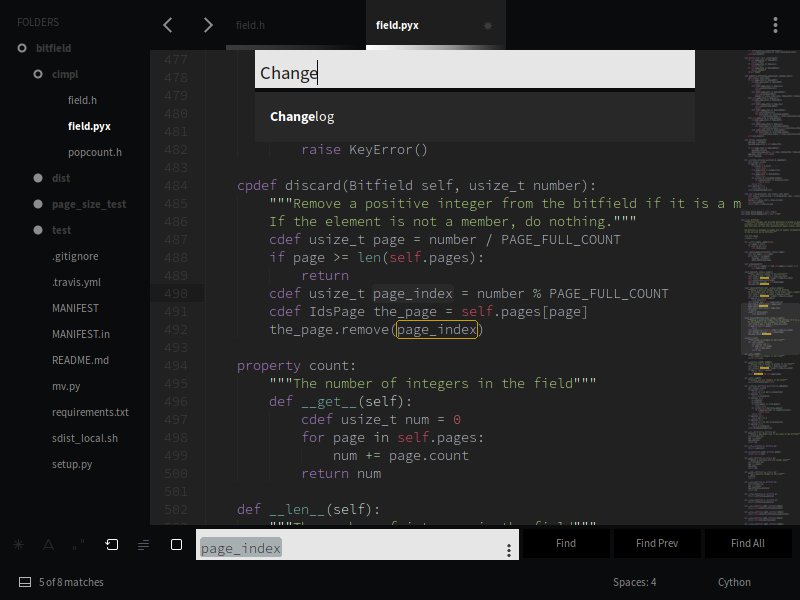 FOLDERS
bitfield
cimpl
field.h
field.pyx
popcount.h
dist
page_size_test
test
.gitignore
.travis.yml
MANIFEST
MANIFEST.in
README.md
mv.py
requirements.txt
sdist_local.sh
setup.py
field.h
field.pyx
Change
Changelog
477
478
479
480
481
482 raise KeyError()
483
484 cpdef discard(Bitfield self, usize_t number):
485 """Remove a positive integer from the bitfield if it is a m
486 If the element is not a member, do nothing."""
487 cdef usize_t page = number / PAGE_FULL_COUNT
488 if page >= len(self.pages):
489 return
490 cdef usize_t page_index = number % PAGE_FULL_COUNT
491 cdef IdsPage the_page = self.pages[page]
492 the_page.remove(page_index)
493
494 property count:
495 """The number of integers in the field"""
496 def __get__(self):
497 cdef usize_t num = 0
498 for page in self.pages:
499 num += page.count
500 return num
501
502 def __len__(self):
page_index
Find
Find Prev
Find All
5 of 8 matches
Spaces: 4
Cython